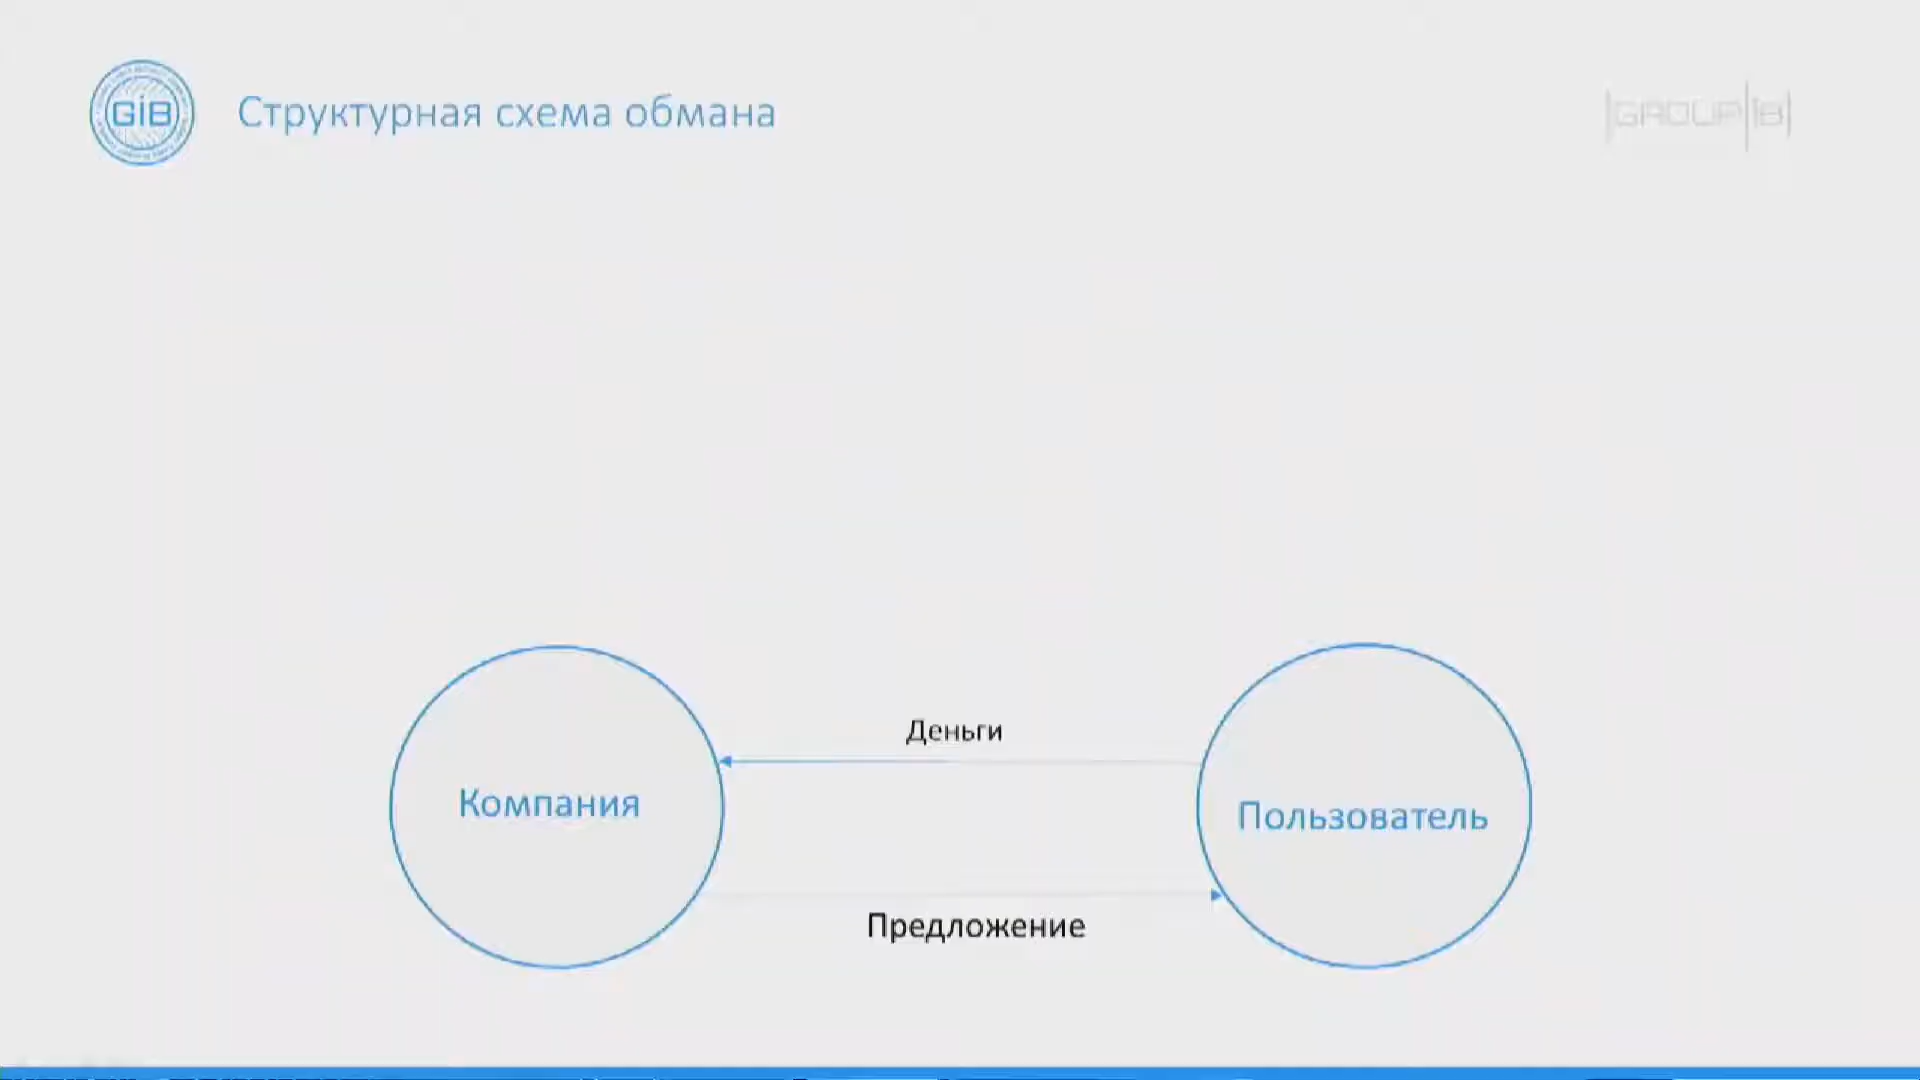 GiB
Структурная схема обмана
GROUP|iB
Деньги
Компания
Пользователь
Предложение